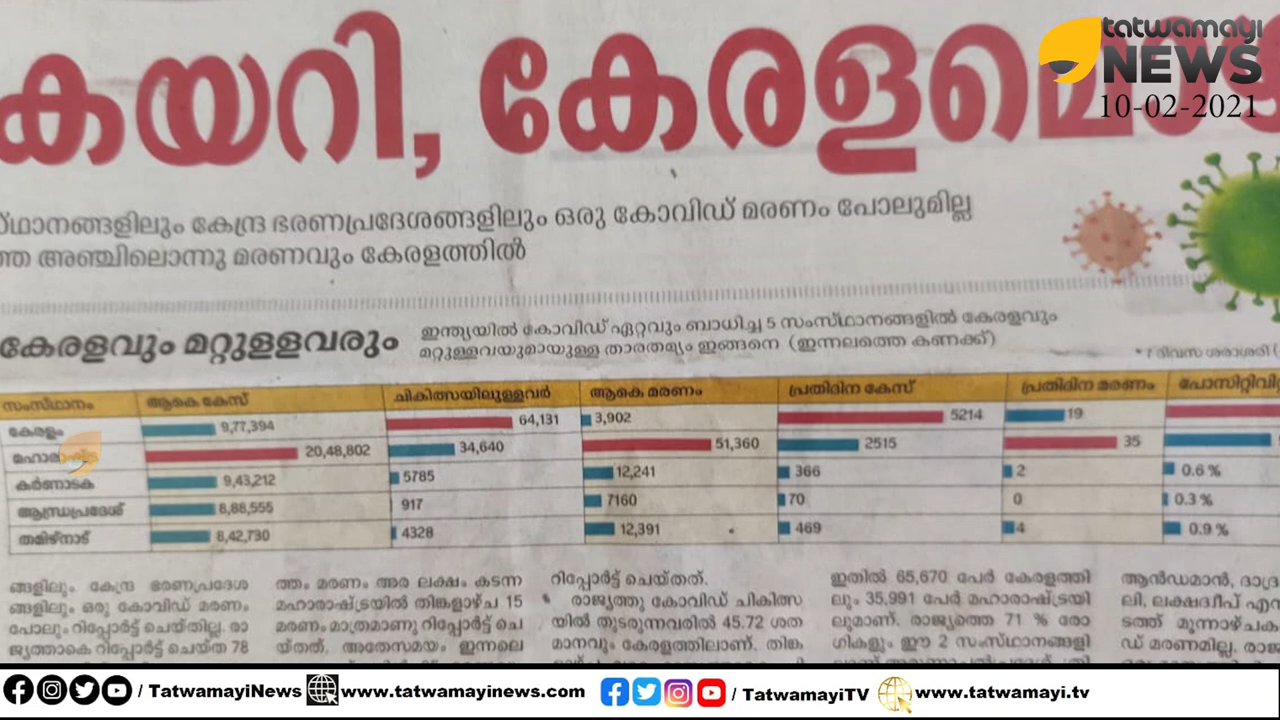 tatwamayi
NEWS
10-02-2021
കയറി, കേരളമൊ
സ്ഥാനങ്ങളിലും കേന്ദ്ര ഭരണപ്രദേശങ്ങളിലും ഒരു കോവിഡ് മരണം പോലുമില്ല
ത്ത അഞ്ചിലൊന്നു മരണവും കേരളത്തിൽ
കേരളവും മറ്റുള്ളവരും
ഇന്ത്യയിൽ കോവിഡ് ഏറ്റവും ബാധിച്ച 5 സംസ്ഥാനങ്ങളിൽ കേരളവും
മറ്റുള്ളവയുമായുള്ള താരതമ്യം ഇങ്ങനെ (ഇന്നലത്തെ കണക്ക്)
* 7 ദിവസ ശരാശരി (
സംസ്ഥാനം ആകെ കേസ് ചികിത്സയിലുള്ളവർ ആകെ മരണം പ്രതിദിന കേസ് പ്രതിദിന മരണം പോസിറ്റിവി
കേരളം 9,77,394 64,131 3,902 5214 19
20,48,802 34,640 51,360 2515 35
കർണാടക 9,43,212 5785 12,241 366 2 0.6 %
ആന്ധ്രപ്രദേശ് 8,88,555 917 7160 70 0 0.3 %
തമിഴ്നാട് 8,42,730 4328 12,391 469 4 0.9 %
ങ്ങളിലും കേന്ദ്ര ഭരണപ്രദേശ
ങ്ങളിലും ഒരു കോവിഡ് മരണം
പോലും റിപ്പോർട്ട് ചെയ്തില്ല. രാ
ജ്യത്താകെ റിപ്പോർട്ട് ചെയ്ത 78
ത്തം മരണം അര ലക്ഷം കടന്ന
മഹാരാഷ്ട്രയിൽ തിങ്കളാഴ്ച 15
മരണം മാത്രമാണു റിപ്പോർട്ട് ചെ
യ്തത്. അതേസമയം ഇന്നലെ
റിപ്പോർട്ട് ചെയ്തത്.
രാജ്യത്തു കോവിഡ് ചികിത്സ
യിൽ തുടരുന്നവരിൽ 45.72 ശത
മാനവും കേരളത്തിലാണ്. തിങ്ക
ഇതിൽ 65,670 പേർ കേരളത്തി
ലും 35,991 പേർ മഹാരാഷ്ട്രയി
ലുമാണ്. രാജ്യത്തെ 71 % രോ
ഗികളും ഈ 2 സംസ്ഥാനങ്ങളി
ആൻഡമാൻ, ദാദ്ര
ലി, ലക്ഷദ്വീപ് എന
ടത്ത് മൂന്നാഴ്ചക
ഡ് മരണമില്ല. രാജ
/ TatwamayiNews www.tatwamayinews.com / TatwamayiTV www.tatwamayi.tv